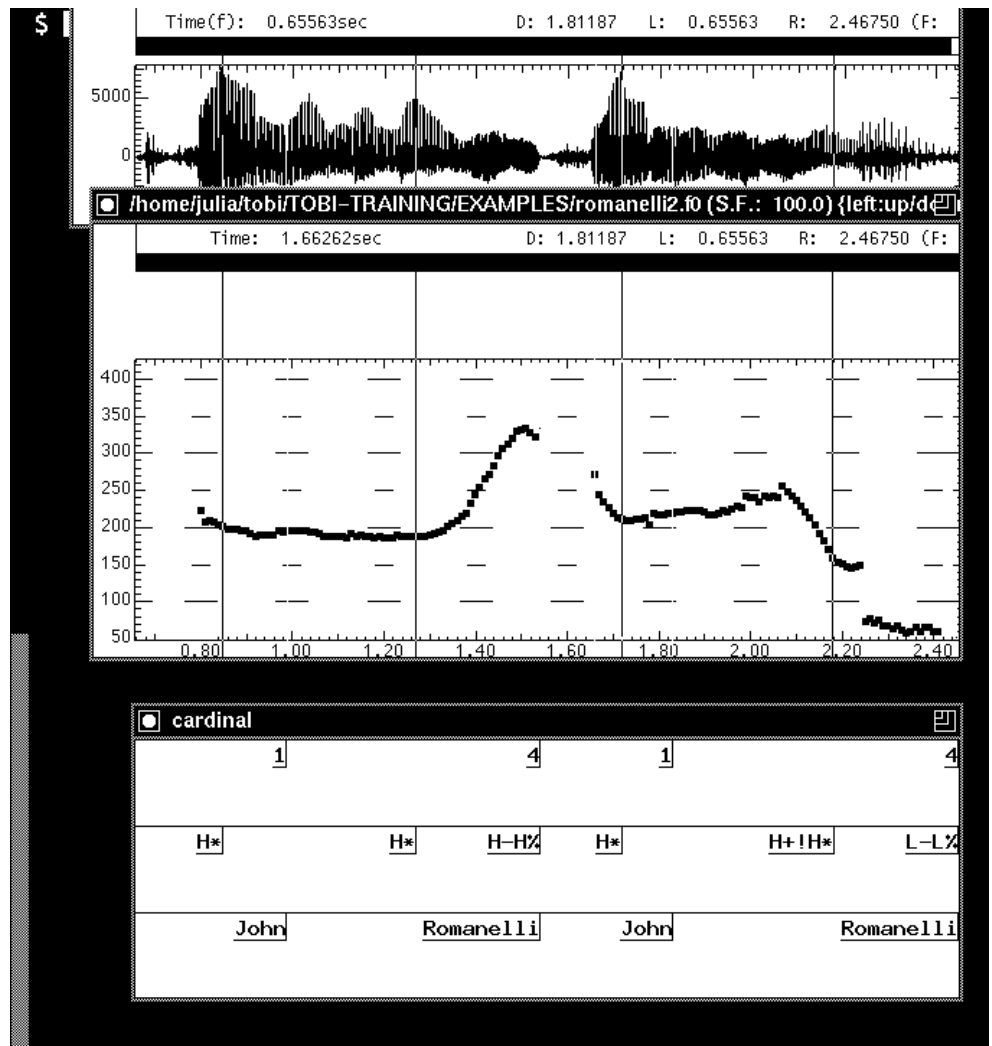 $
Time(f): 0.65563sec D: 1.81187 L: 0.65563 R: 2.46750 (F:
5000
0
/home/julia/tobi/TOBI-TRAINING/EXAMPLES/romanelli2.f0 (S.F.: 100.0) {left:up/d
Time: 1.66262sec D: 1.81187 L: 0.65563 R: 2.46750 (F:
400
350
300
250
200
150
100
50
0.80 1.00 1.20 1.40 1.60 1.80 2.00 2.20 2.40
cardinal
1 4 1 4
H* H* H-H% H* H+!H* L-L%
John Romanelli John Romanelli